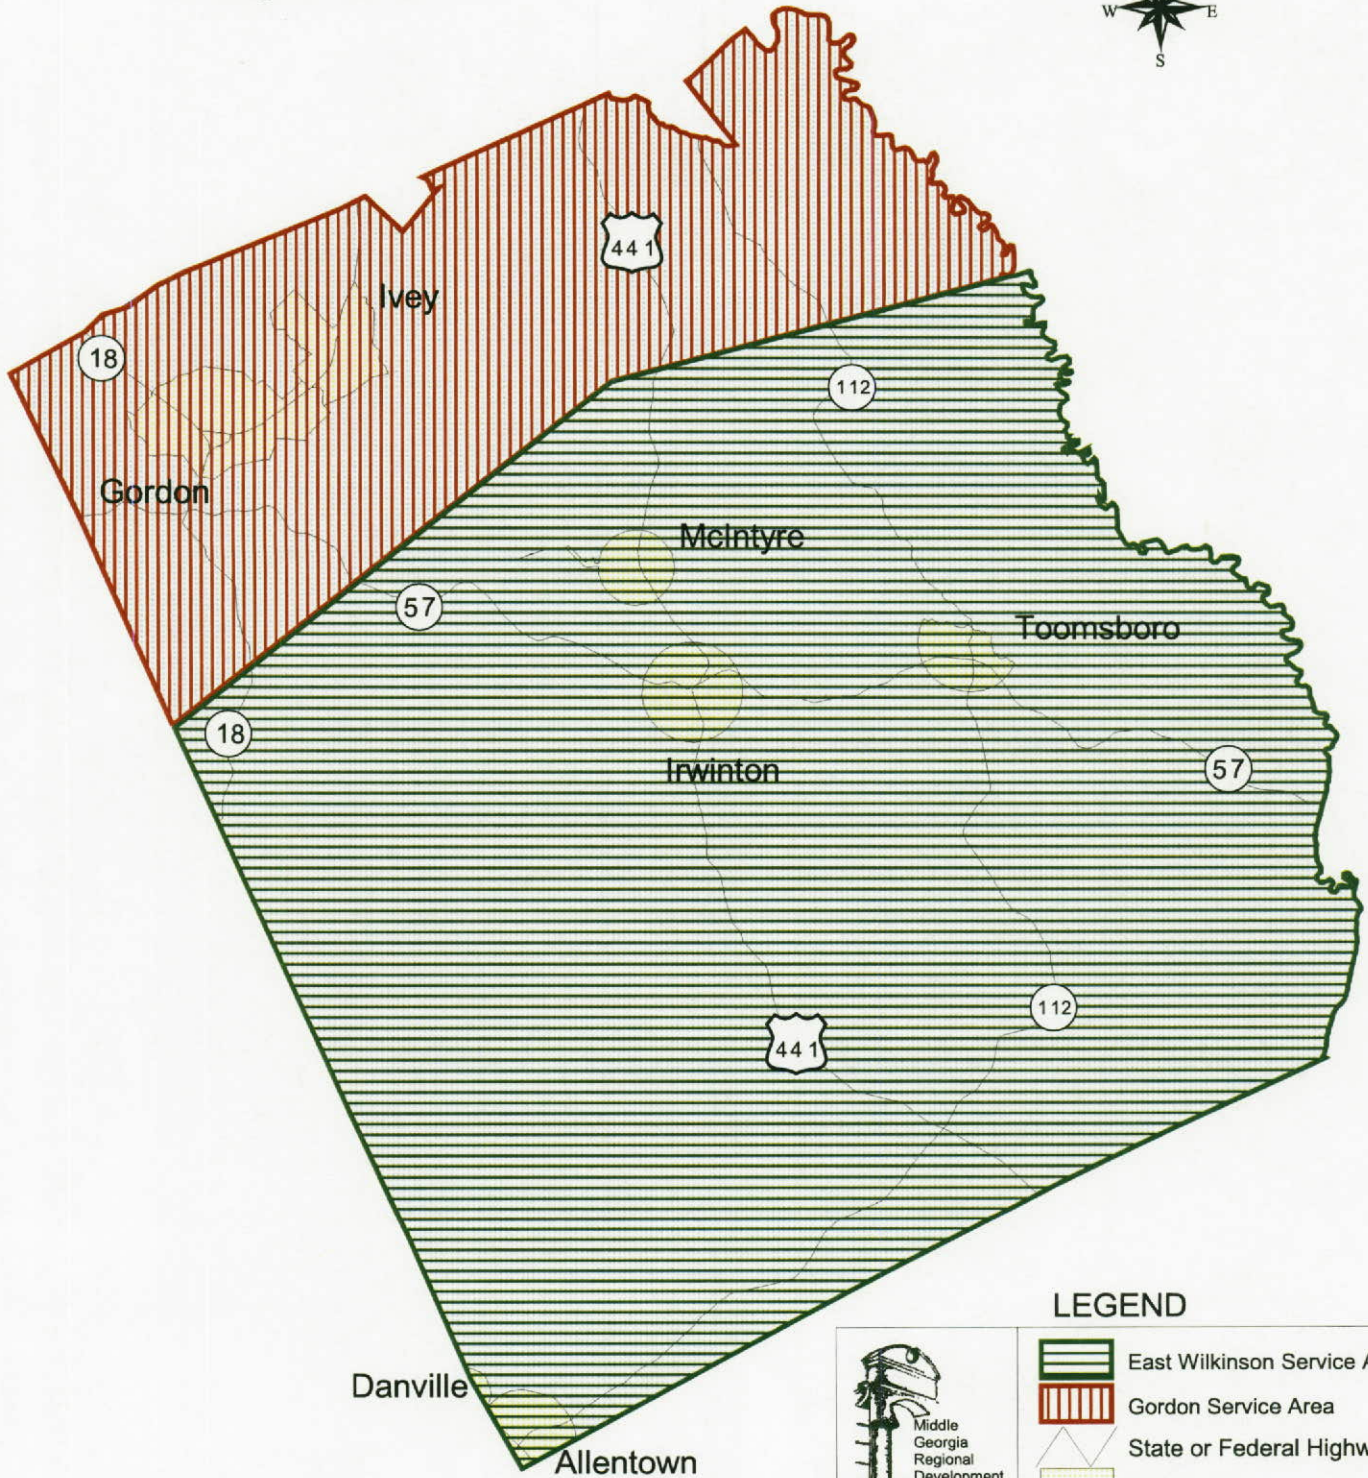 W E
S
441
Ivey
18
112
Gordon
McIntyre
57
Toomsboro
18
Irwinton
57
112
441
LEGEND
East Wilkinson Service A
Danville
Gordon Service Area
Middle
Georgia
Regional
Development
State or Federal Highw
Allentown